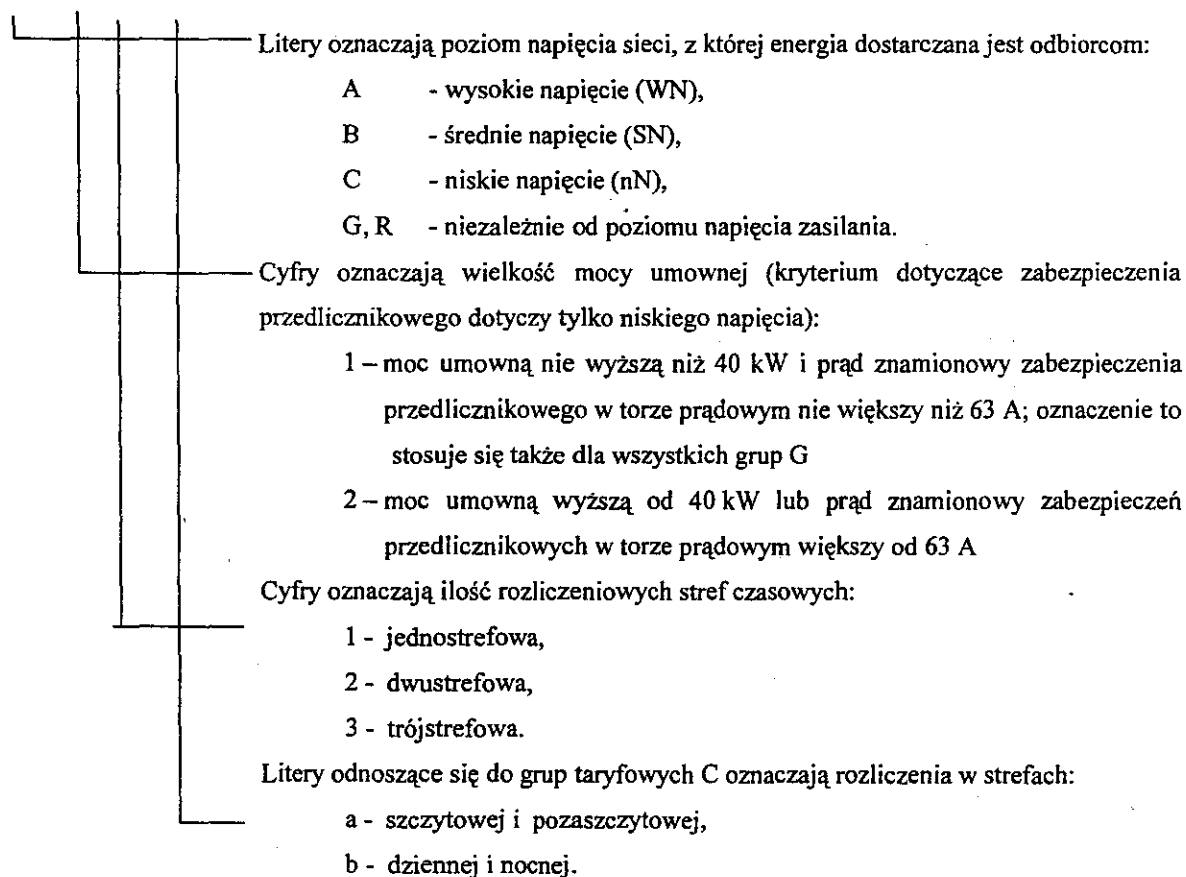 Litery oznaczają poziom napięcia sieci, z której energia dostarczana jest odbiorcom:
A - wysokie napięcie (WN),
B - średnie napięcie (SN),
C - niskie napięcie (nN),
G, R - niezależnie od poziomu napięcia zasilania.
Cyfry oznaczają wielkość mocy umownej (kryterium dotyczące zabezpieczenia
przedlicznikowego dotyczy tylko niskiego napięcia):
1 – moc umowną nie wyższą niż 40 kW i prąd znamionowy zabezpieczenia
przedlicznikowego w torze prądowym nie większy niż 63 A; oznaczenie to
stosuje się także dla wszystkich grup G
2 – moc umowną wyższą od 40 kW lub prąd znamionowy zabezpieczeń
przedlicznikowych w torze prądowym większy od 63 A
Cyfry oznaczają ilość rozliczeniowych stref czasowych:
1 - jednostrefowa,
2 - dwustrefowa,
3 - trójstrefowa.
Litery odnoszące się do grup taryfowych C oznaczają rozliczenia w strefach:
a - szczytowej i pozaszczytowej,
b - dziennej i nocnej.